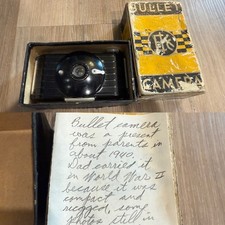 BULLET
EK
CAMERA
Bullet camera
was a present
from parents in
about 1940.
Dad carried it
in World War II
because it was
compact and
rugged, some
photos still in